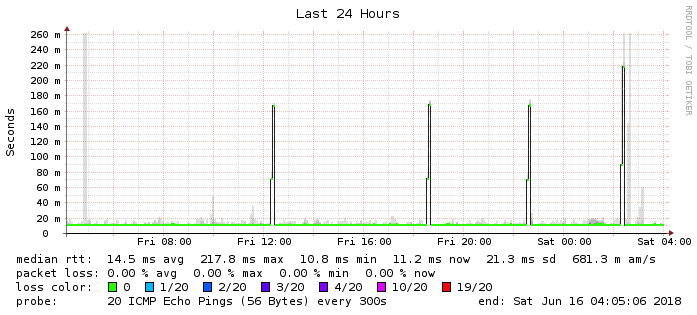 Last 24 Hours
RRDTOOL / TOBI OETIKER
Seconds
260 m
240 m
220 m
200 m
180 m
160 m
140 m
120 m
100 m
80 m
60 m
40 m
20 m
0
Fri 08:00 Fri 12:00 Fri 16:00 Fri 20:00 Sat 00:00 Sat 04:00
median rtt: 14.5 ms avg 217.8 ms max 10.8 ms min 11.2 ms now 21.3 ms sd 681.3 m am/s
packet loss: 0.00 % avg 0.00 % max 0.00 % min 0.00 % now
loss color: 0 1/20 2/20 3/20 4/20 10/20 19/20
probe: 20 ICMP Echo Pings (56 Bytes) every 300s end: Sat Jun 16 04:05:06 2018